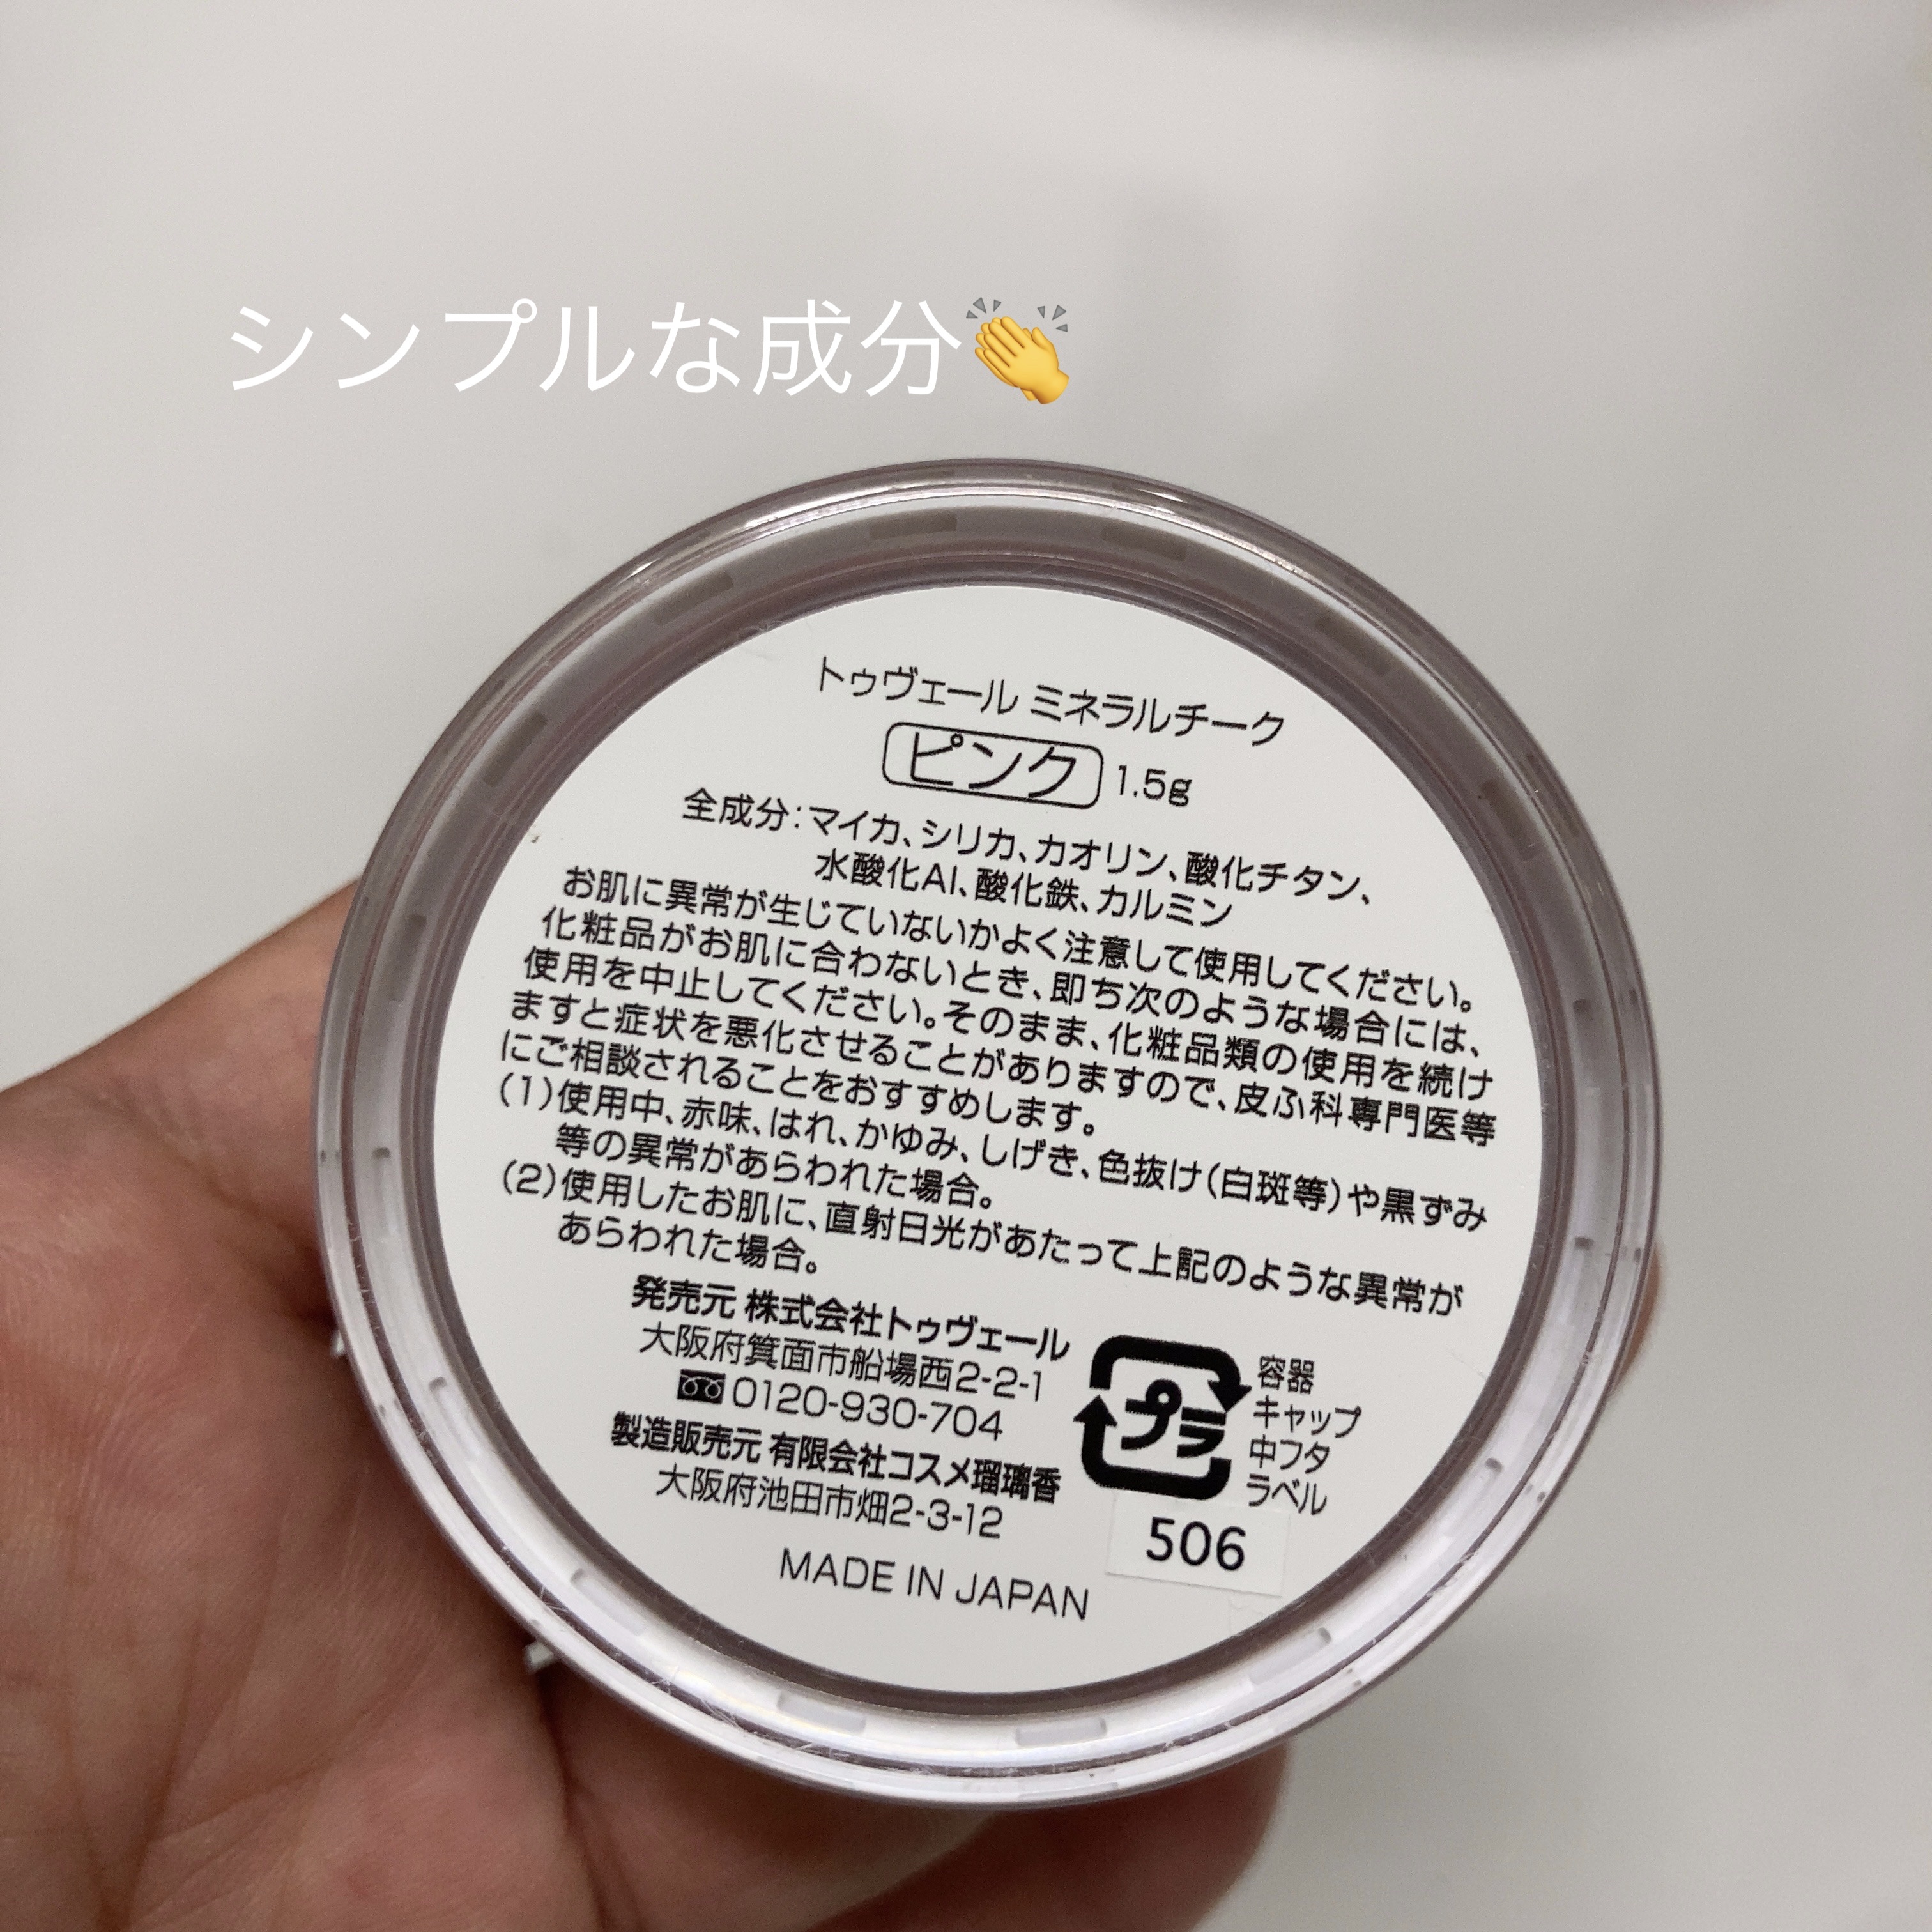 シンプルな成分👏
トゥヴェール ミネラルチーク
ピンク 1.5g
全成分：マイカ、シリカ、カオリン、酸化チタン、
水酸化Al、酸化鉄、カルミン
お肌に異常が生じていないかよく注意して使用してください。
化粧品がお肌に合わないとき、即ち次のような場合には、
使用を中止してください。そのまま、化粧品類の使用を続け
ますと症状を悪化させることがありますので、皮ふ科専門医等
にご相談されることをおすすめします。
(1)使用中、赤味、はれ、かゆみ、しげき、色抜け(白斑等)や黒ずみ
等の異常があらわれた場合。
(2)使用したお肌に、直射日光があたって上記のような異常が
あらわれた場合。
発売元 株式会社トゥヴェール
大阪府箕面市船場西2-2-1
0120-930-704
製造販売元 有限会社コスメ瑠璃香
大阪府池田市畑2-3-12
プラ
容器
キャップ
中フタ
ラベル
506
MADE IN JAPAN